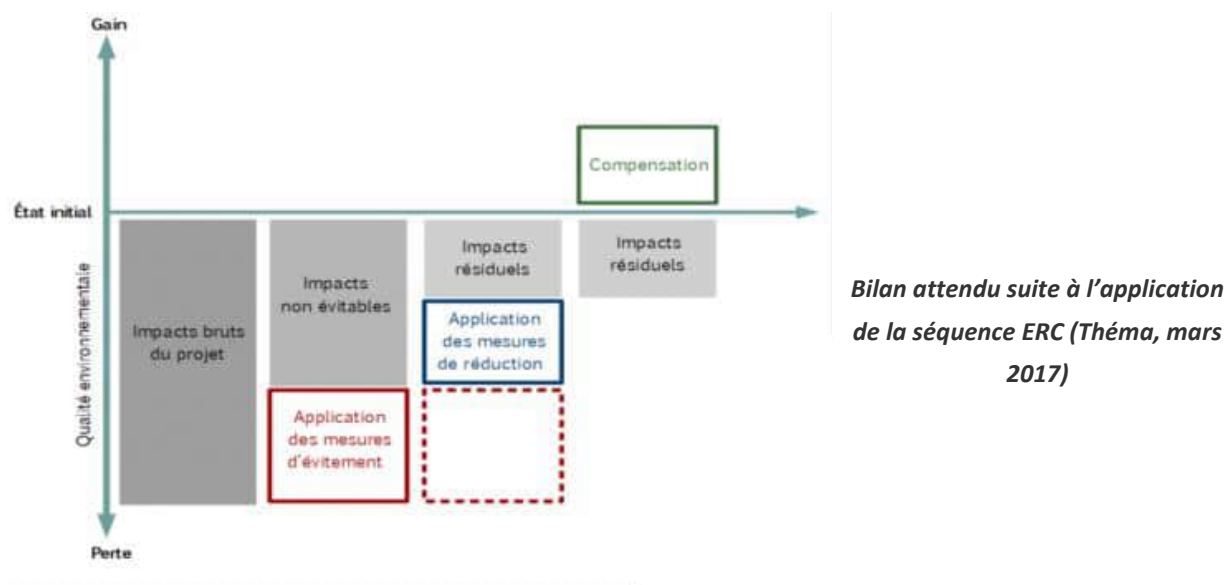 Gain
État initial
Qualité environnementale
Perte
Impacts bruts
du projet
Impacts
non évitables
Application
des mesures
d'évitement
Impacts
résiduels
Application
des mesures
de réduction
Compensation
Impacts
résiduels
Bilan attendu suite à l'application
de la séquence ERC (Théma, mars
2017)